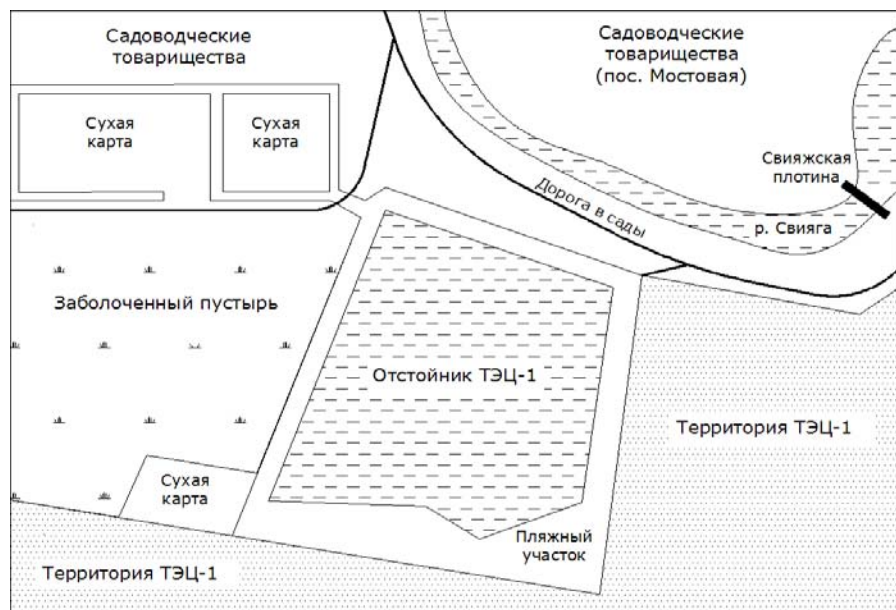 Садоводческие
товарищества
Садоводческие
товарищества
(пос. Мостовая)
Сухая
карта
Сухая
карта
Свияжская
плотина
Дорога в сады
р. Свияга
Заболоченный пустырь
Отстойник ТЭЦ-1
Территория ТЭЦ-1
Сухая
карта
Пляжный
участок
Территория ТЭЦ-1